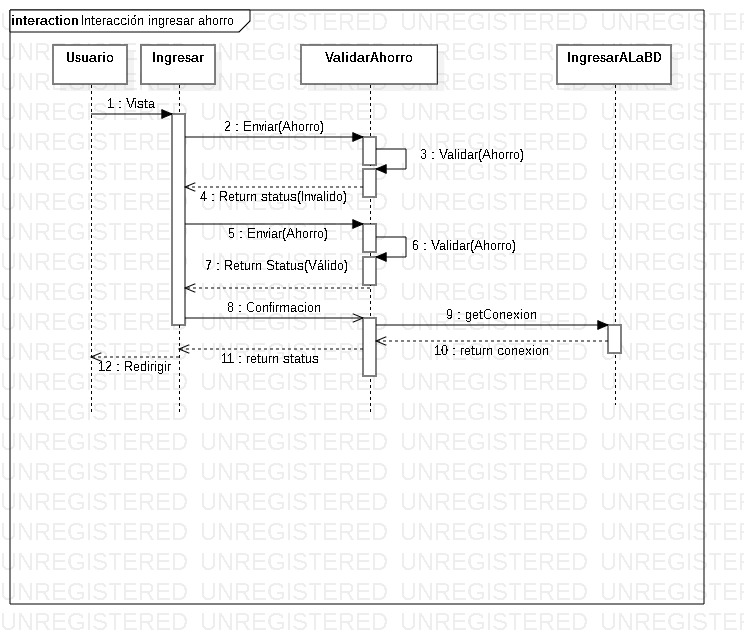 interaction Interacción ingresar ahorro
Usuario
Ingresar
ValidarAhorro
IngresarALaBD
1 : Vista
2 : Enviar(Ahorro)
3 : Validar(Ahorro)
4 : Return status(Invalido)
5 : Enviar(Ahorro)
6 : Validar(Ahorro)
7 : Return Status(Válido)
8 : Confirmacion
9 : getConexion
10 : return conexion
11 : return status
12 : Redirigir
UNREGISTERED UNREGISTERED UNREGISTERED UNREGISTERED